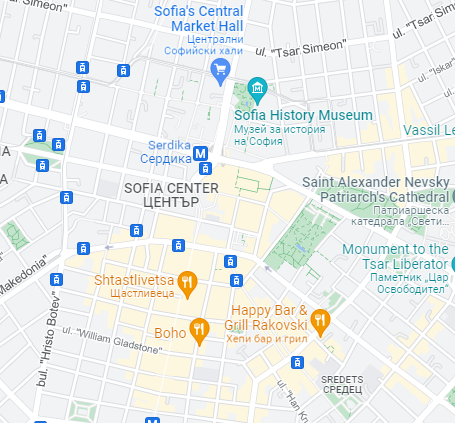 Sofia's Central
Market Hall
Централни
Софийски хали
ul. "Tsar Simeon"
ul. "Tsar Simeon"
ul. "Iskar
Sofia History Museum
Музей за история
на София
Vassil Le
Serdika
Сердика
M
SOFIA CENTER
ЦЕНТЪР
Saint Alexander Nevsky
Patriarch's Cathedral
Патриаршеска
катедрала „Свети…
Monument to the
Tsar Liberator
Паметник „Цар
Освободител"
Makedonia"
Shtastlivetsa
Щастливеца
Happy Bar &
Grill Rakovski
Хепи бар и грил
Boho
bul. "Hristo Botev"
ul. "William Gladstone"
SREDETS
СРЕДЕЦ
ul. "Han Kr